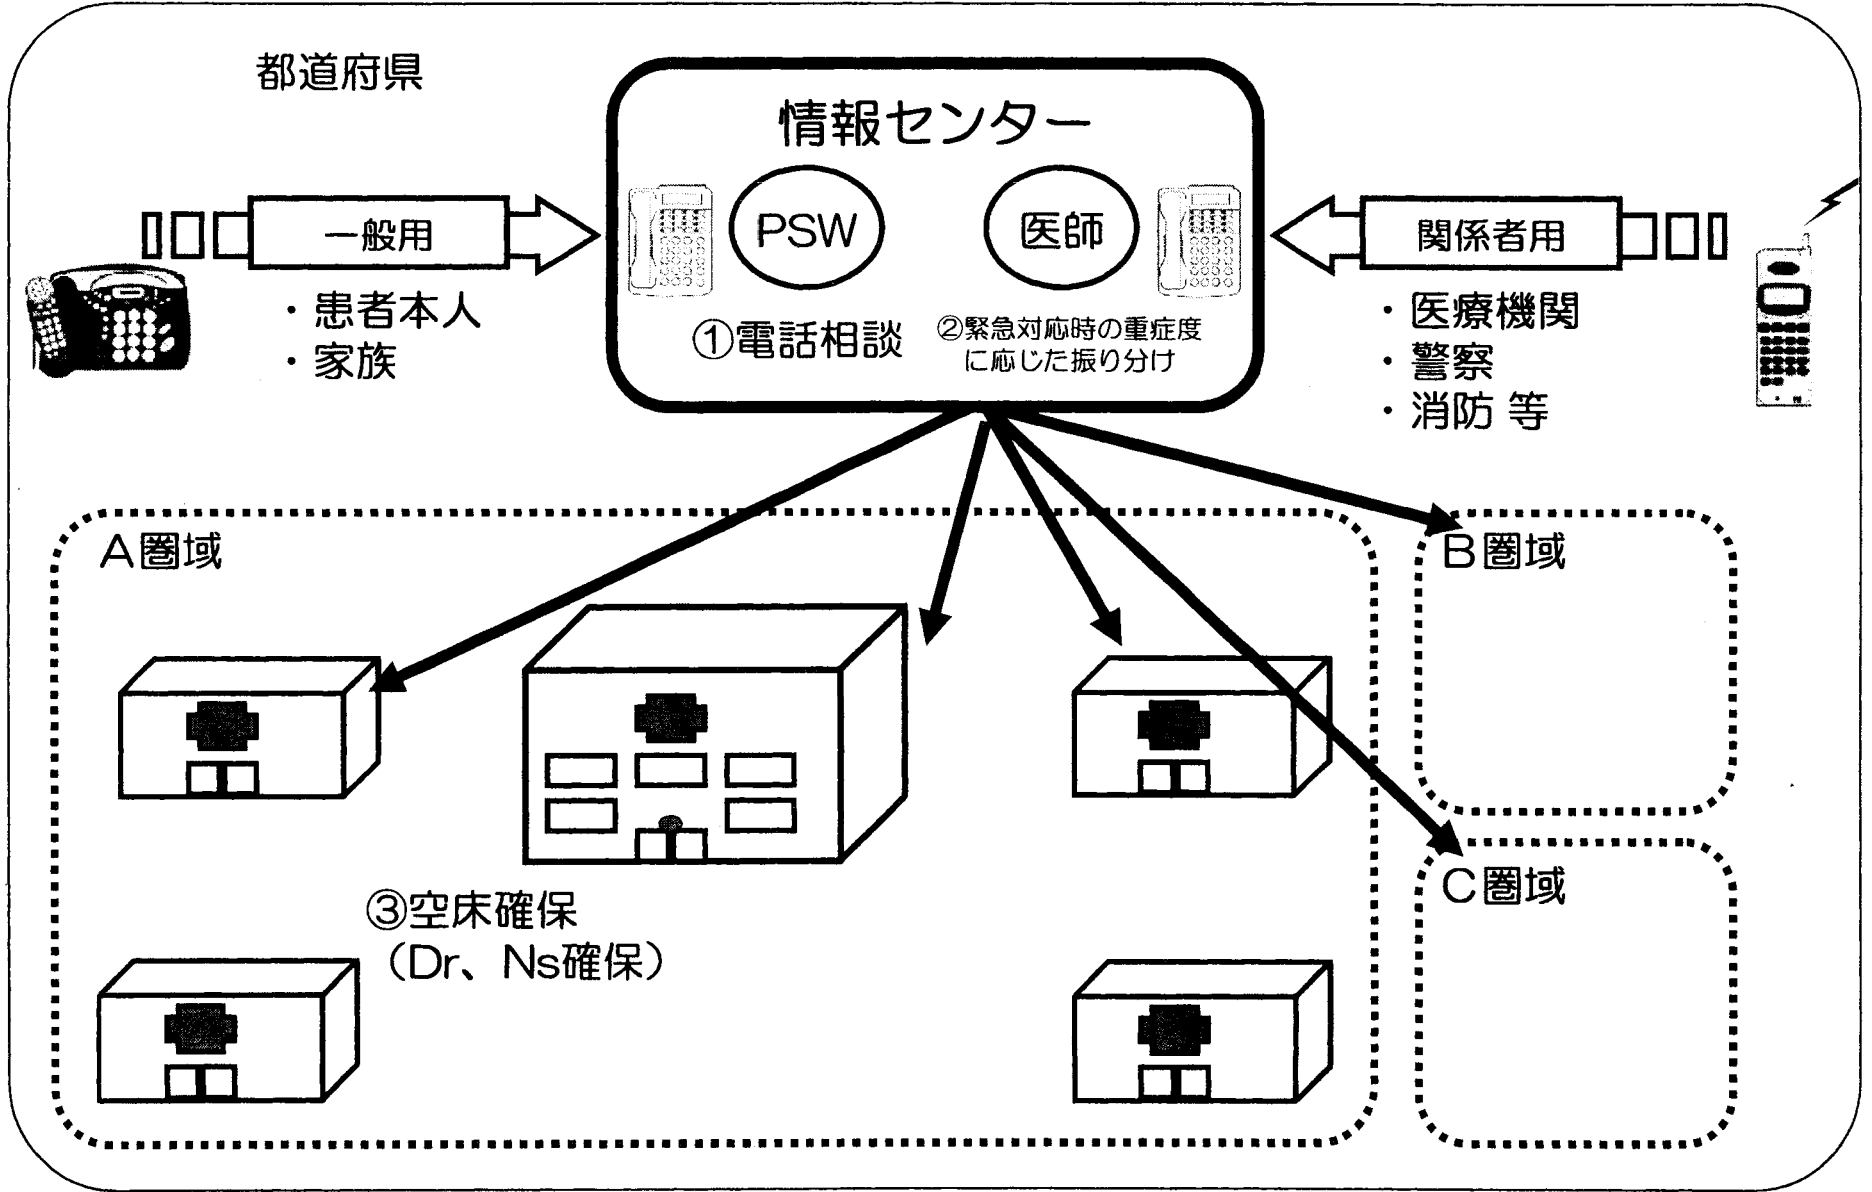 都道府県
情報センター
PSW
医師
①電話相談
②緊急対応時の重症度
に応じた振り分け
一般用
・患者本人
・家族
関係者用
・医療機関
・警察
・消防 等
A圏域
③空床確保
(Dr、Ns確保)
B圏域
C圏域